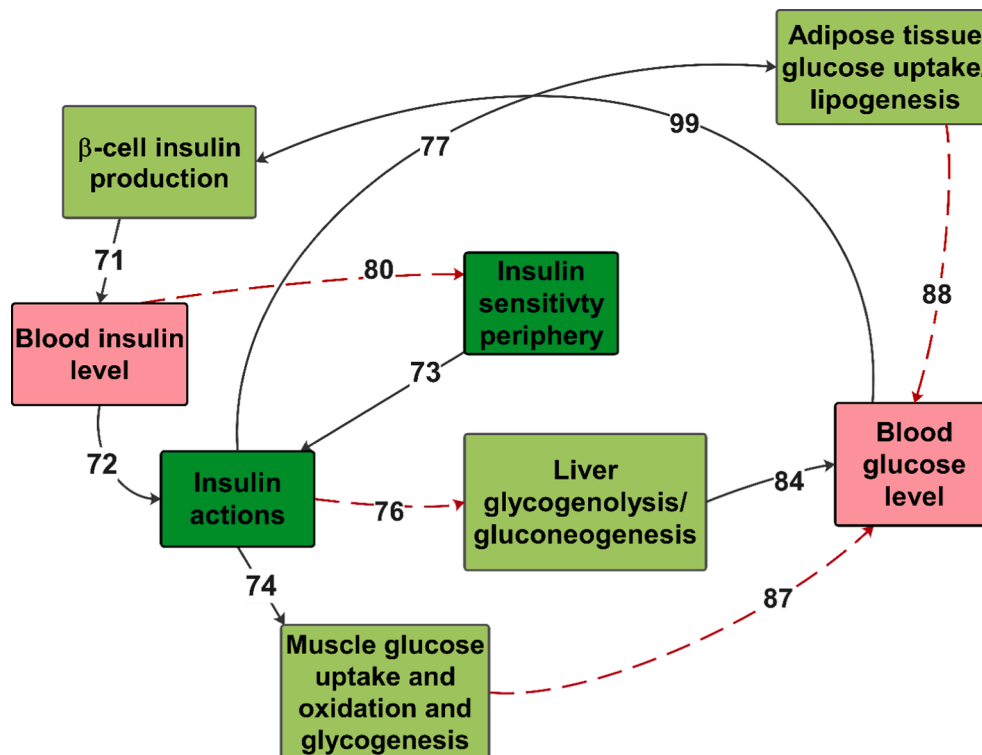 Adipose tissue
glucose uptake/
lipogenesis
99
77
β-cell insulin
production
71
80
Insulin
sensitivty
periphery
88
Blood insulin
level
73
72
Blood
glucose
level
Liver
glycogenolysis/
gluconeogenesis
84
Insulin
actions
76
74
87
Muscle glucose
uptake and
oxidation and
glycogenesis